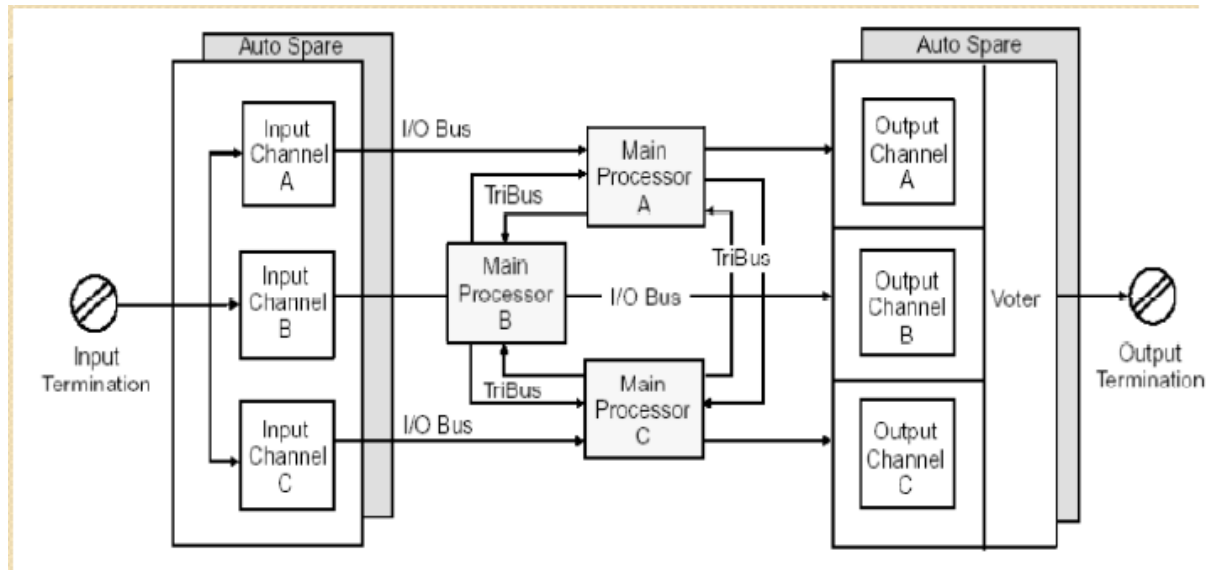 Auto Spare
Auto Spare
Input
Channel
A
I/O Bus
Main
Processor
A
Output
Channel
A
TriBus
TriBus
Input
Channel
B
Main
Processor
B
I/O Bus
Output
Channel
B
Voter
Input
Termination
Output
Termination
TriBus
Main
Processor
C
Input
Channel
C
I/O Bus
Output
Channel
C